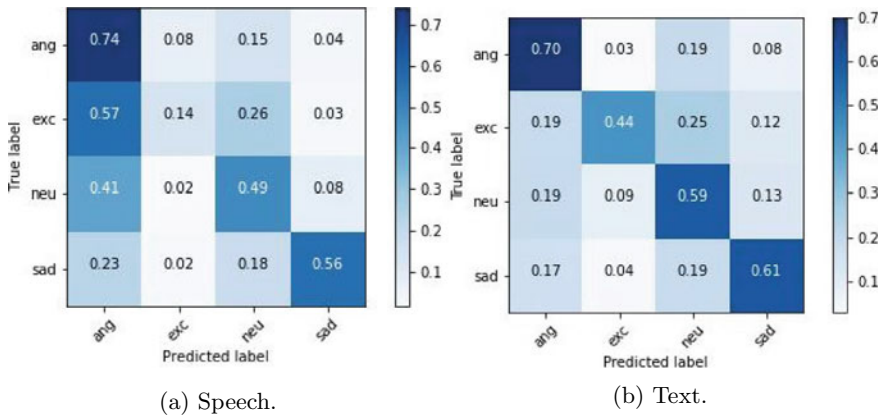 ang 0.74 0.08 0.15 0.04
exc 0.57 0.14 0.26 0.03
neu 0.41 0.02 0.49 0.08
sad 0.23 0.02 0.18 0.56
True label
ang exc neu sad
Predicted label
0.7
0.6
0.5
0.4
0.3
0.2
0.1
(a) Speech.
ang 0.70 0.03 0.19 0.08
exc 0.19 0.44 0.25 0.12
neu 0.19 0.09 0.59 0.13
sad 0.17 0.04 0.19 0.61
True label
ang exc neu sad
Predicted label
0.7
0.6
0.5
0.4
0.3
0.2
0.1
(b) Text.